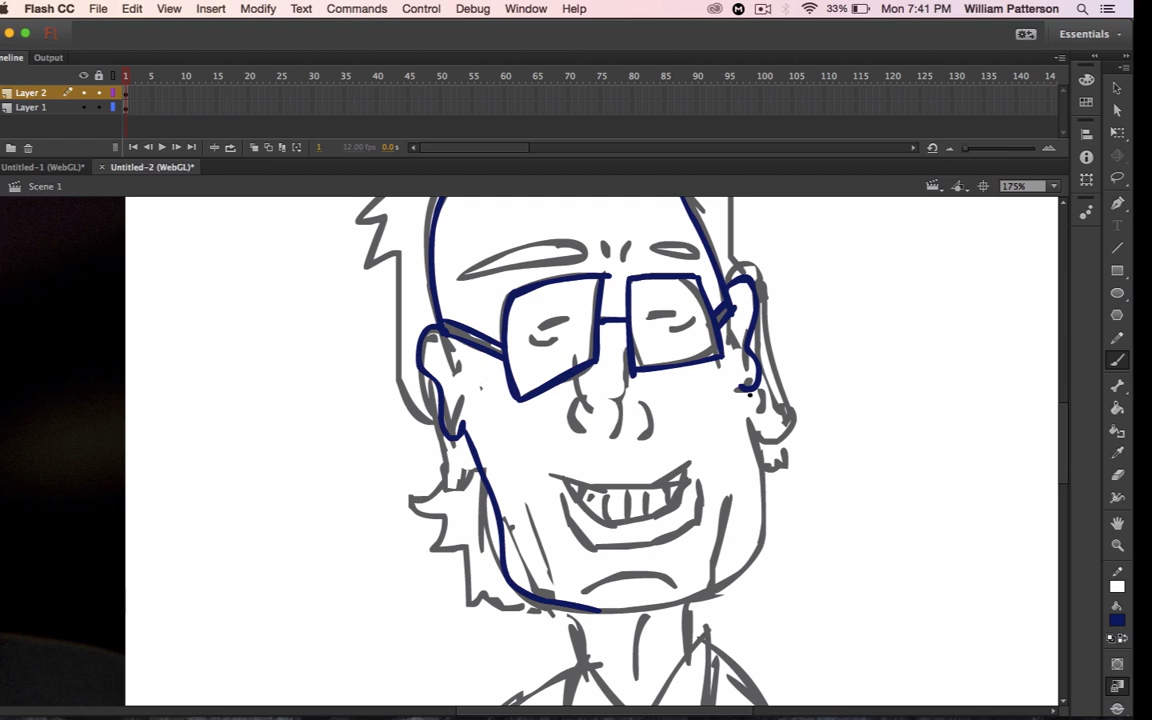 Flash CC File Edit View Insert Modify Text Commands Control Debug Window Help 33% Mon 7:41 PM William Patterson
Fl Essentials
meline Output
1 5 10 15 20 25 30 35 40 45 50 55 60 65 70 75 80 85 90 95 100 105 110 115 120 125 130 135 140 14
Layer 2
Layer 1
1 12.00 fps 0.0 s
Untitled-1 (WebGL)* × Untitled-2 (WebGL)*
Scene 1 175%